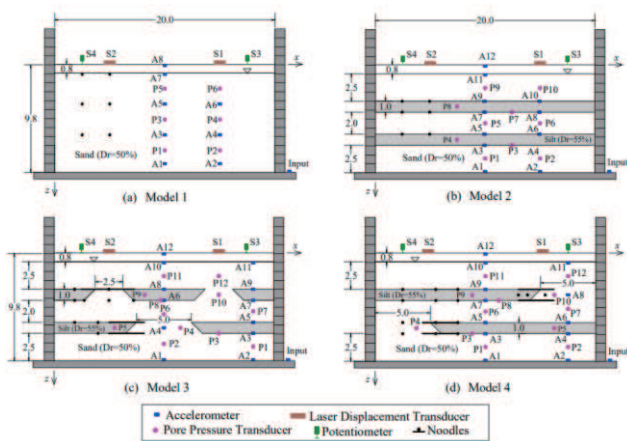 20.0
S4 S2 A8 S1 S3 x
0.8
A7
P5 P6
A5 A6
9.8
P3 P4
A3 A4
Sand (Dr=50%) P1 P2
A1 A2 Input
z
(a) Model 1
20.0
S4 S2 A12 S1 S3 x
0.8
A11
2.5 P9 P10
A9 A10
1.0 P8
A7 P7 A8
2.0 P5 P6
A5 A6
P4 Silt (Dr=55%)
A3 P3 A4
2.5 Sand (Dr=50%) P1 P2
A1 A2 Input
z
(b) Model 2
S4 S2 A12 S1 S3 x
0.8
A10 A11
2.5 2.5 P11 P12
A9
1.0 P9 A6 P10
A8 P8 A7
9.8 2.0 P6 P7
5.0 A5
Silt (Dr=55%) P5 A4 P4
P3 A3
2.5 Sand (Dr=50%) P2 P1
A1 A2
z
(c) Model 3
S4 S2 A12 S1 S3 x
0.8
A10 A11
2.5 P11 P12
5.0
Silt (Dr=55%) P9 A9 A8
P8 P10
2.0 5.0 A7
P6 P7
P4 A5 A6
1.0 P5
P3 A3 A4
2.5 Sand (Dr=50%) P1 P2
A1 A2 Input
z
(d) Model 4
Accelerometer Laser Displacement Transducer
Pore Pressure Transducer Potentiometer Noodles